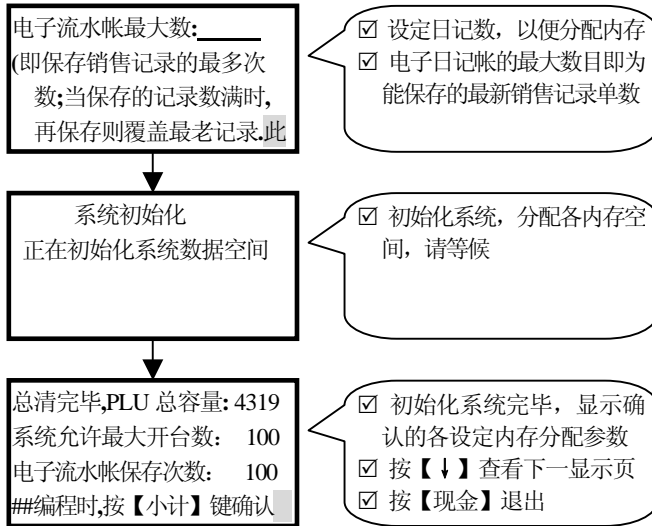 电子流水帐最大数:
(即保存销售记录的最多次
数;当保存的记录数满时,
再保存则覆盖最老记录.此
☑ 设定日记数，以便分配内存
☑ 电子日记帐的最大数目即为
能保存的最新销售记录单数
系统初始化
正在初始化系统数据空间
☑ 初始化系统，分配各内存空
间，请等候
总清完毕,PLU 总容量: 4319
系统允许最大开台数： 100
电子流水帐保存次数： 100
##编程时,按【小计】键确认
☑ 初始化系统完毕，显示确
认的各设定内存分配参数
☑ 按【↓】查看下一显示页
☑ 按【现金】退出